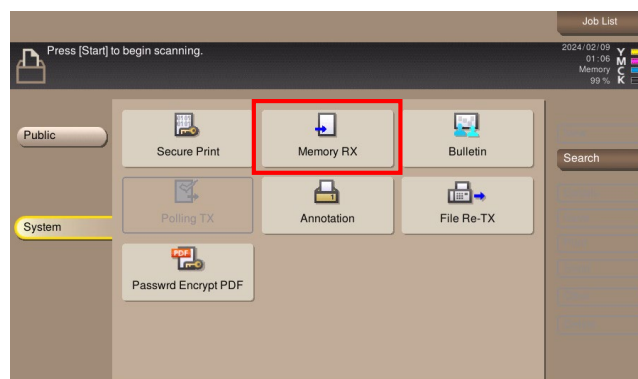 Job List
Press [Start] to begin scanning.
2024/02/09
01:06
Memory
99 %
Y
M
C
K
Public
System
Secure Print
Memory RX
Bulletin
Polling TX
Annotation
File Re-TX
PDF
Passwrd Encrypt PDF
Search